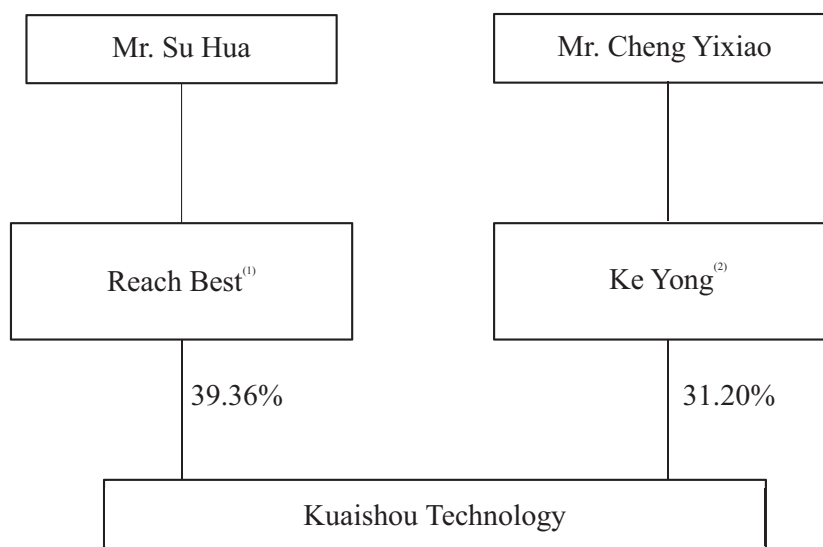 Mr. Su Hua
Mr. Cheng Yixiao
Reach Best(1)
Ke Yong(2)
39.36%
31.20%
Kuaishou Technology